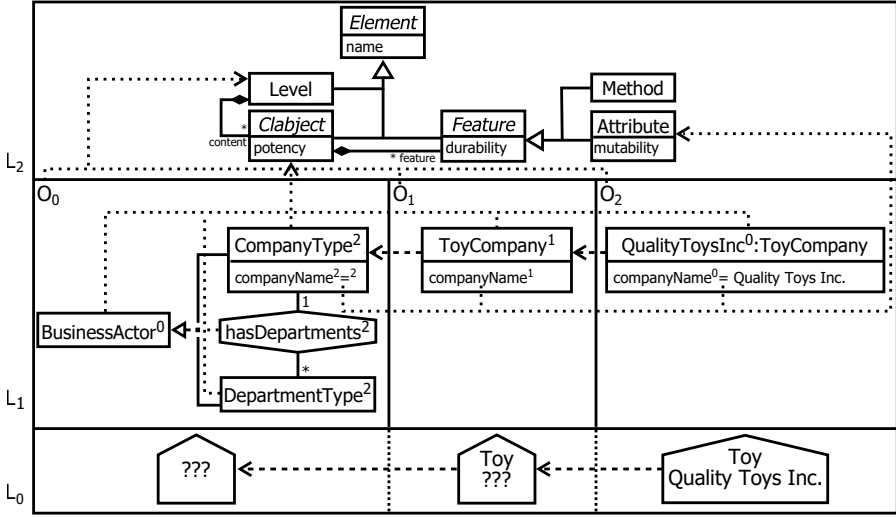 Element
name
Level
Method
*
content
Clabject
potency
* feature
Feature
durability
Attribute
mutability
L₂
O₀
O₁
O₂
CompanyType²
companyName²=²
ToyCompany¹
companyName¹
QualityToysInc⁰:ToyCompany
companyName⁰= Quality Toys Inc.
1
BusinessActor⁰
hasDepartments²
*
DepartmentType²
L₁
???
Toy
???
Toy
Quality Toys Inc.
L₀